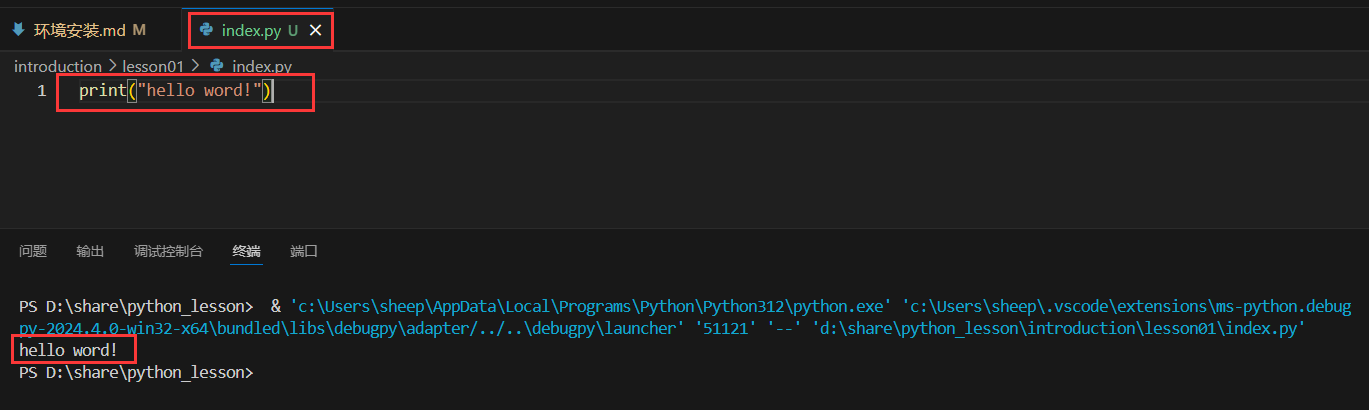 环境安装.md M index.py U
introduction > lesson01 > index.py
1 print("hello word!")
问题 输出 调试控制台 终端 端口
PS D:\share\python_lesson>  & 'c:\Users\sheep\AppData\Local\Programs\Python\Python312\python.exe' 'c:\Users\sheep\.vscode\extensions\ms-python.debug
py-2024.4.0-win32-x64\bundled\libs\debugpy\adapter/../..\debugpy\launcher' '51121' '--' 'd:\share\python_lesson\introduction\lesson01\index.py'
hello word!
PS D:\share\python_lesson>